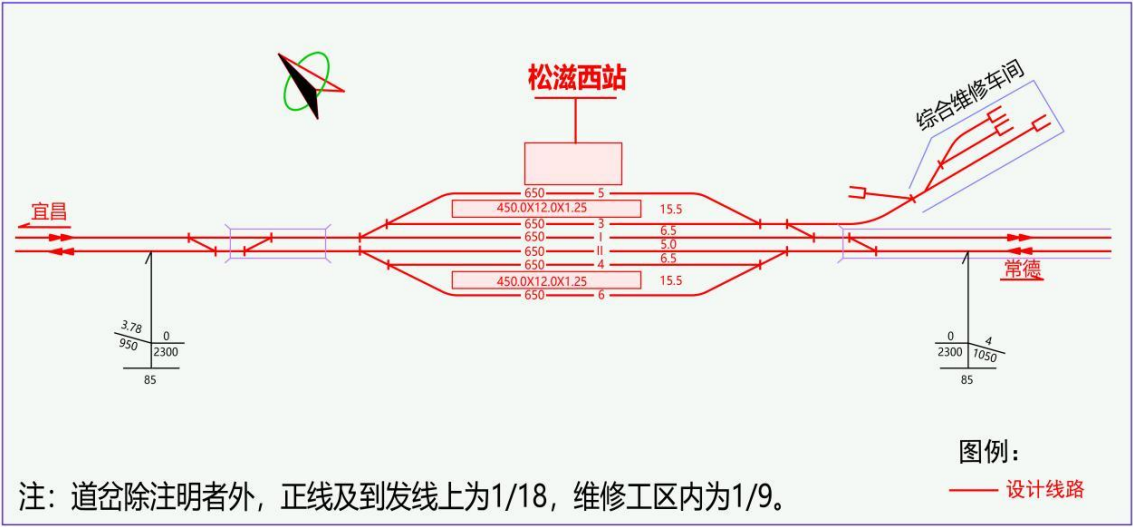 松滋西站
综合维修车间
宜昌
650 5
450.0X12.0X1.25 15.5
650 3
6.5
650 I
5.0
650 II
6.5
650 4
450.0X12.0X1.25 15.5
650 6
常德
3.78
950
0
2300
85
0
2300
4
1050
85
图例：
设计线路
注：道岔除注明者外，正线及到发线上为1/18，维修工区内为1/9。